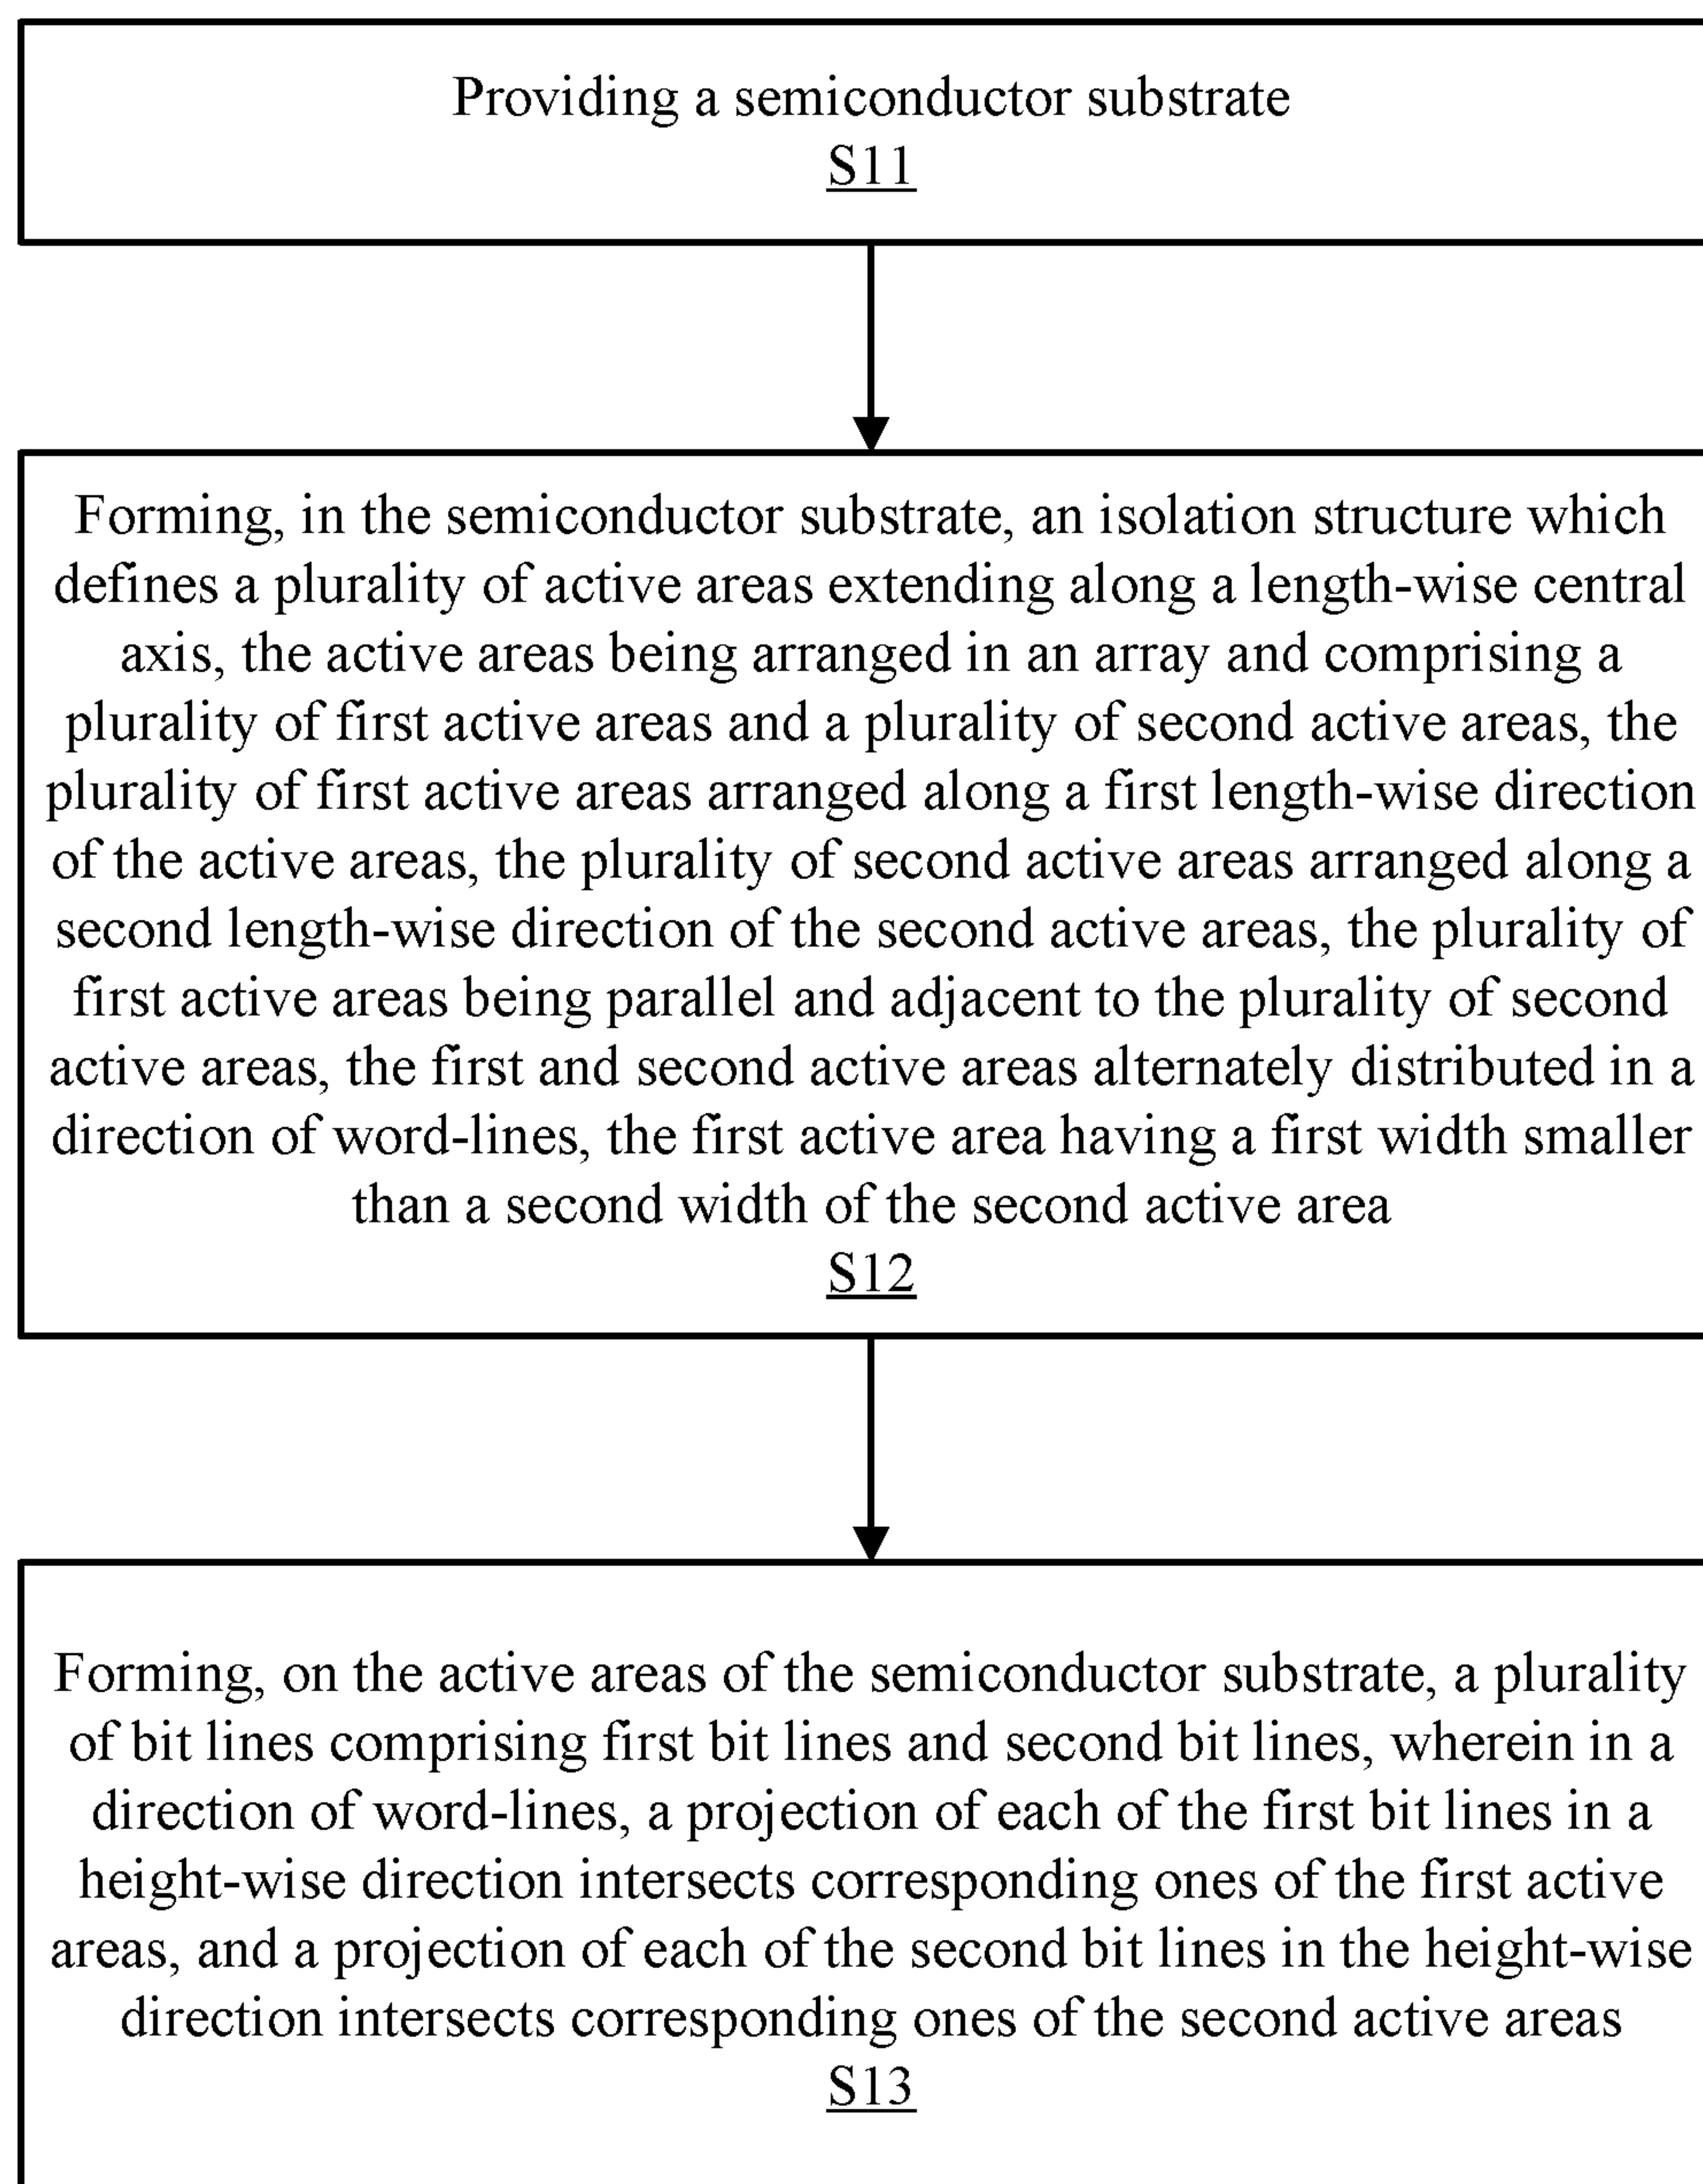 Providing a semiconductor substrate
S11
Forming, in the semiconductor substrate, an isolation structure which
defines a plurality of active areas extending along a length-wise central
axis, the active areas being arranged in an array and comprising a
plurality of first active areas and a plurality of second active areas, the
plurality of first active areas arranged along a first length-wise direction
of the active areas, the plurality of second active areas arranged along a
second length-wise direction of the second active areas, the plurality of
first active areas being parallel and adjacent to the plurality of second
active areas, the first and second active areas alternately distributed in a
direction of word-lines, the first active area having a first width smaller
than a second width of the second active area
S12
Forming, on the active areas of the semiconductor substrate, a plurality
of bit lines comprising first bit lines and second bit lines, wherein in a
direction of word-lines, a projection of each of the first bit lines in a
height-wise direction intersects corresponding ones of the first active
areas, and a projection of each of the second bit lines in the height-wise
direction intersects corresponding ones of the second active areas
S13